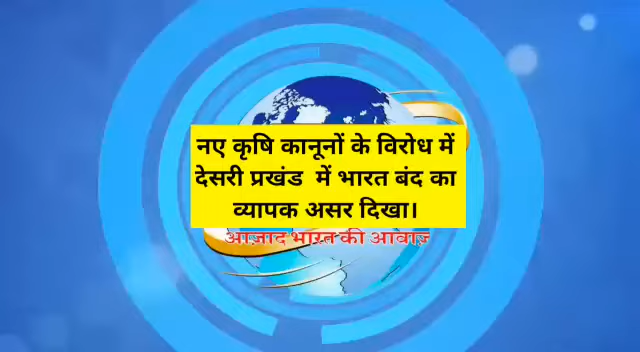 नए कृषि कानूनों के विरोध में
देसरी प्रखंड में भारत बंद का
व्यापक असर दिखा।
आज़ाद भारत की आवाज़